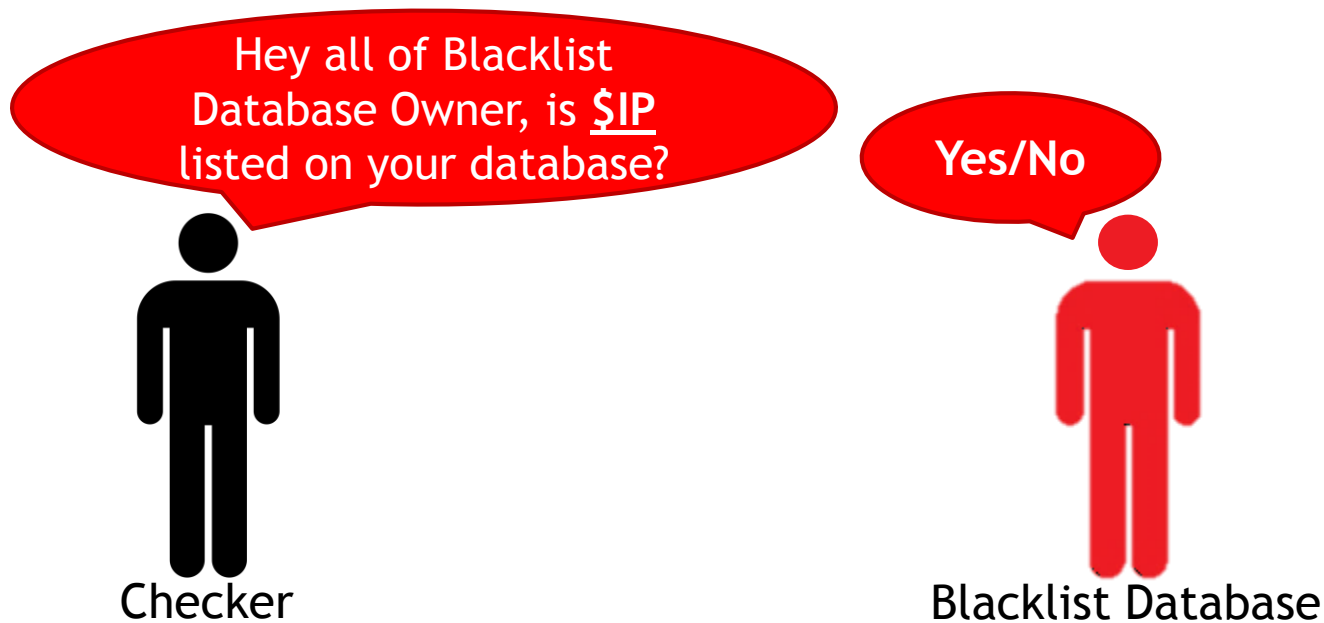 Hey all of Blacklist
Database Owner, is $IP
listed on your database?
Yes/No
Checker
Blacklist Database